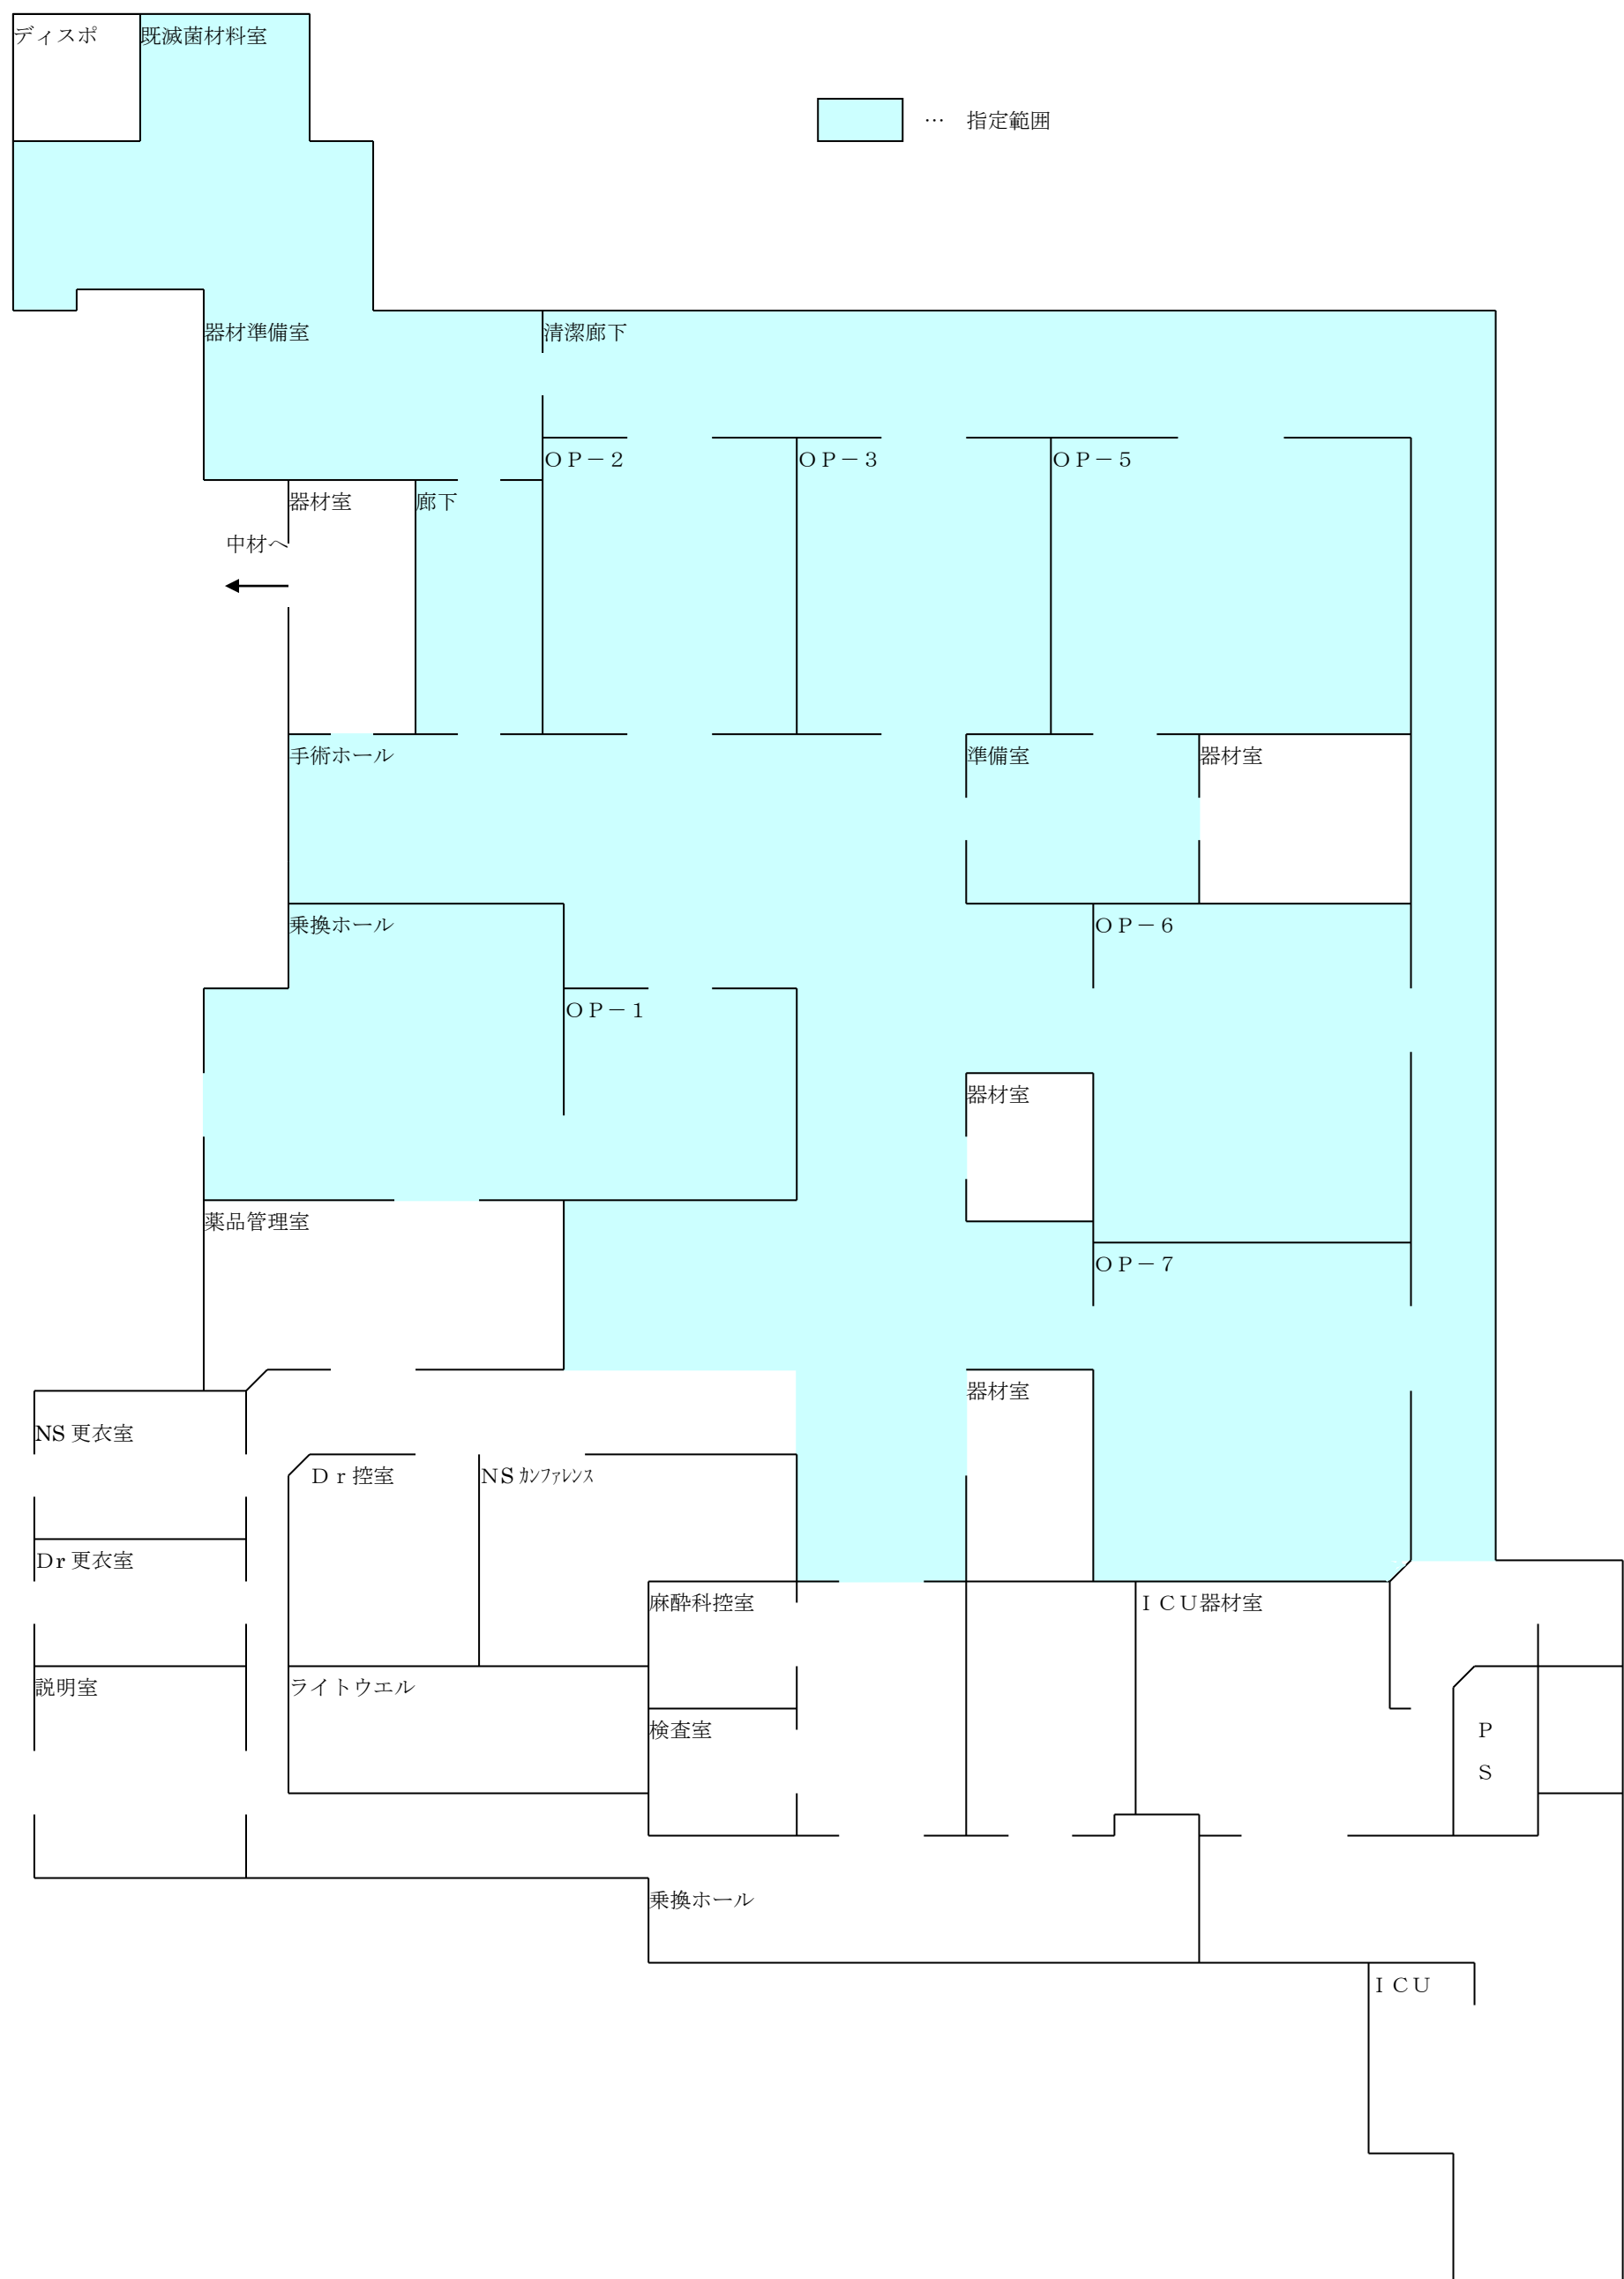 ディスポ
既滅菌材料室
… 指定範囲
器材準備室
清潔廊下
ＯＰ－２
ＯＰ－３
ＯＰ－５
器材室
廊下
中材へ
手術ホール
準備室
器材室
乗換ホール
ＯＰ－６
ＯＰ－１
器材室
薬品管理室
ＯＰ－７
器材室
NS 更衣室
Ｄｒ控室
ＮＳｶﾝﾌｧﾚﾝｽ
Ｄr 更衣室
麻酔科控室
ＩＣＵ器材室
説明室
ライトウエル
検査室
Ｐ
Ｓ
乗換ホール
ＩＣＵ